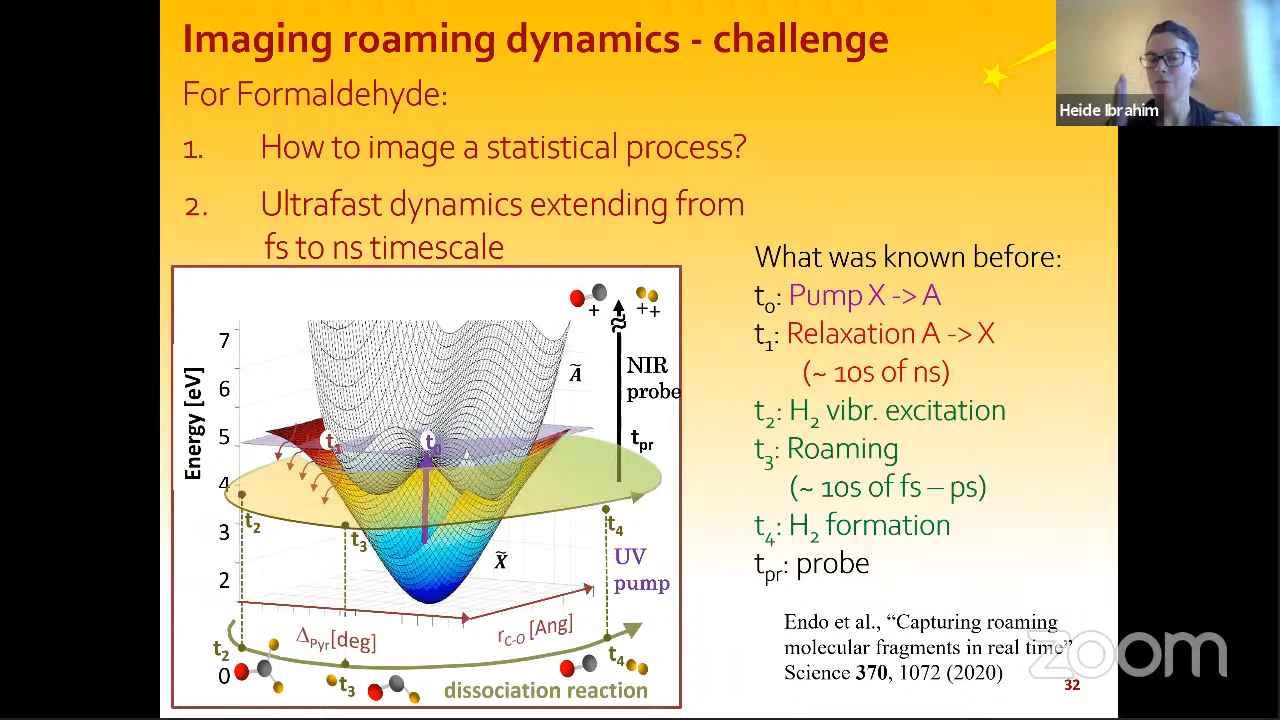 Imaging roaming dynamics - challenge
For Formaldehyde:
1. How to image a statistical process?
2. Ultrafast dynamics extending from
fs to ns timescale
Heide Ibrahim
What was known before:
t0: Pump X -> A
t1: Relaxation A -> X
(~ 10s of ns)
t2: H2 vibr. excitation
t3: Roaming
(~ 10s of fs – ps)
t4: H2 formation
tpr: probe
Energy [eV]
7
6
5
4
3
2
0
+
++
Ã
NIR
probe
tpr
t1
t0
t2
t3
t4
X̃
UV
pump
ΔPyr[deg]
rC-O [Ang]
t2
t3
t4
dissociation reaction
Endo et al., “Capturing roaming
molecular fragments in real time”
Science 370, 1072 (2020)
32
zoom